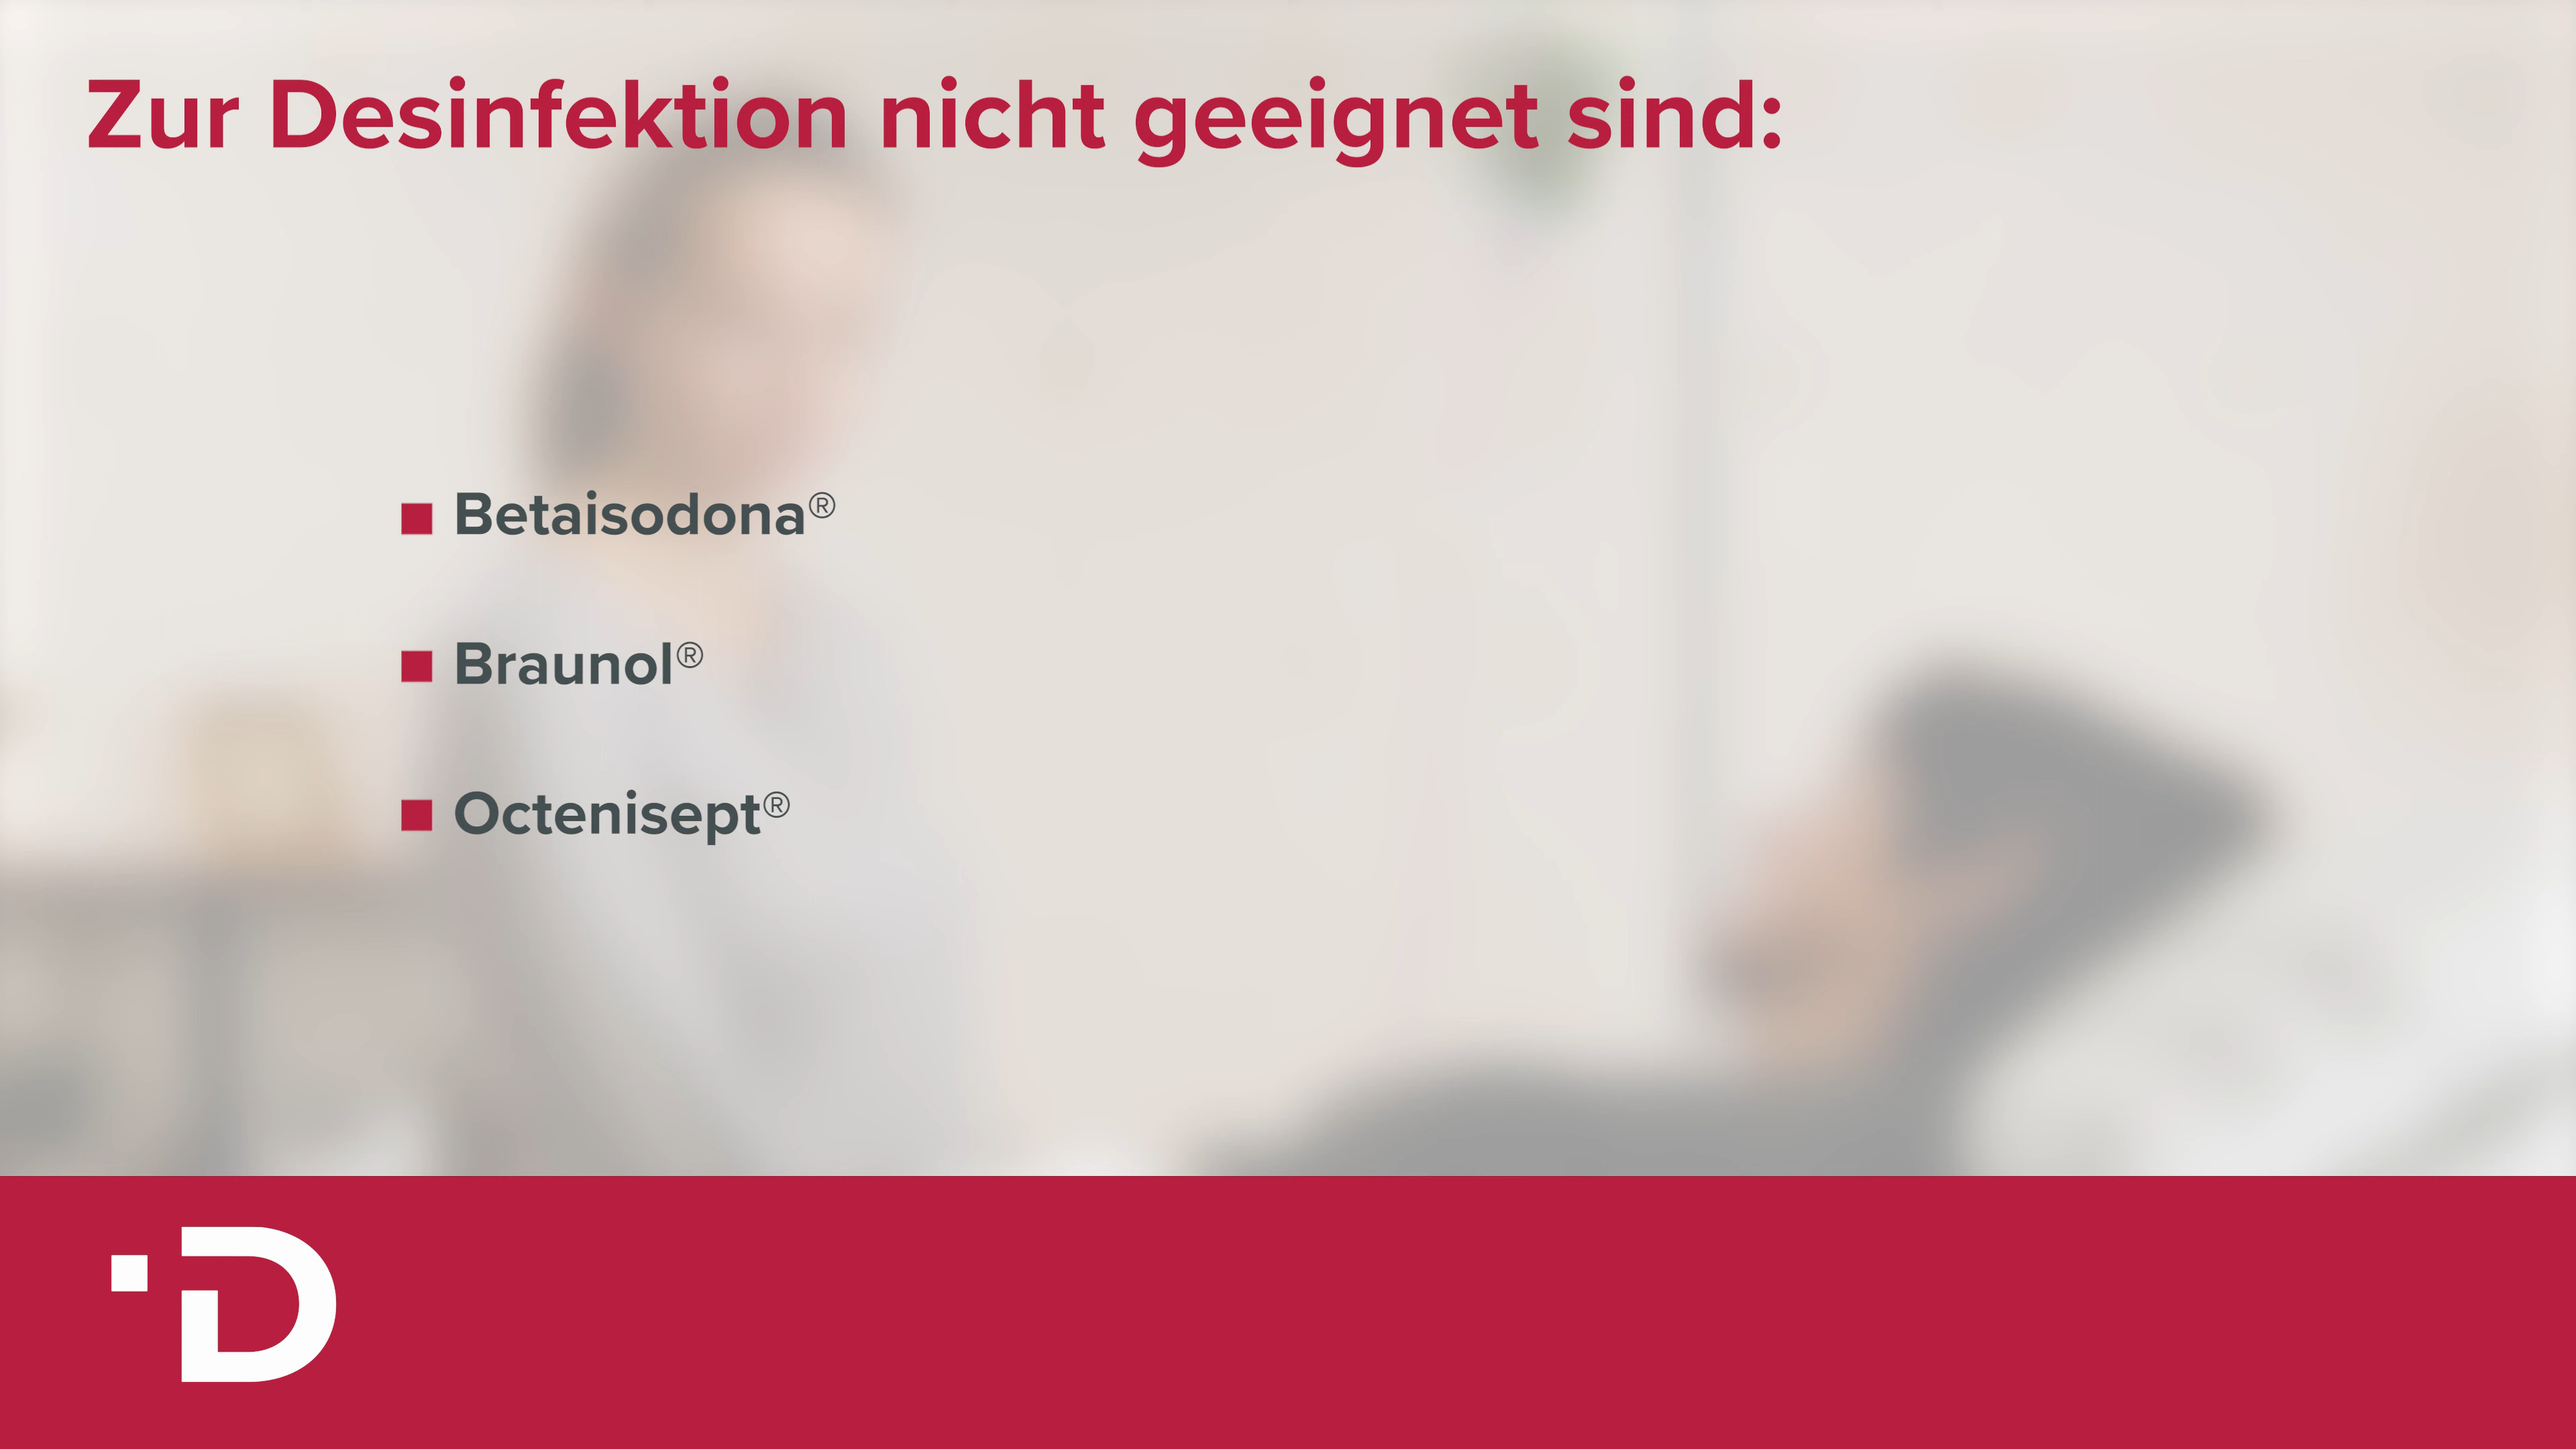 Zur Desinfektion nicht geeignet sind:
Betaisodona®
Braunol®
Octenisept®
D